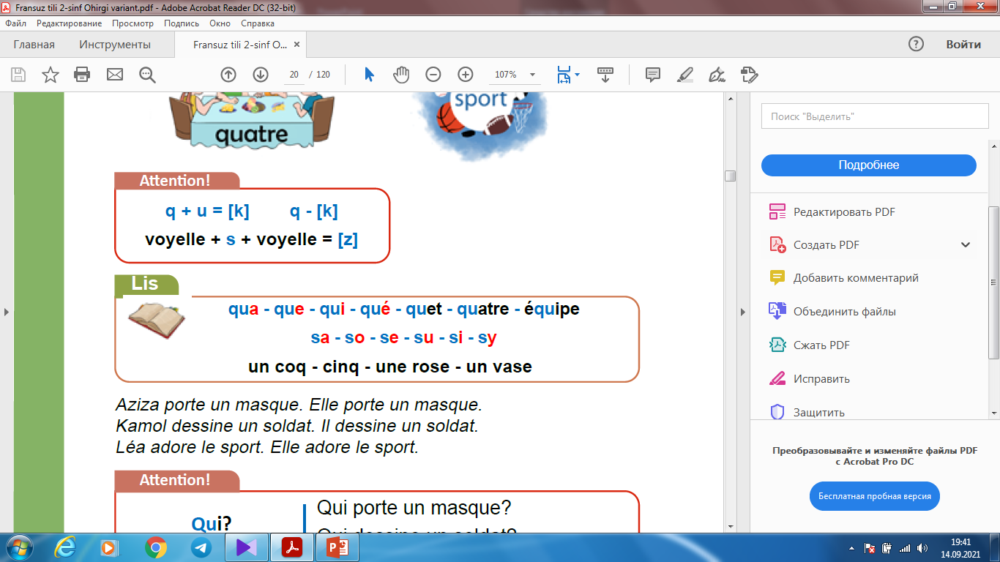 Fransuz tili 2-sinf Ohirgi variant.pdf - Adobe Acrobat Reader DC (32-bit)
Файл Редактирование Просмотр Подпись Окно Справка
Главная Инструменты Fransuz tili 2-sinf O... × ? Войти
20 / 120 107%
quatre
sport
Attention!
q + u = [k] q - [k]
voyelle + s + voyelle = [z]
Lis
qua - que - qui - qué - quet - quatre - équipe
sa - so - se - su - si - sy
un coq - cinq - une rose - un vase
Aziza porte un masque. Elle porte un masque.
Kamol dessine un soldat. Il dessine un soldat.
Léa adore le sport. Elle adore le sport.
Attention!
Qui?
Qui porte un masque?
Qui dessine un soldat?
Поиск "Выделить"
Подробнее
Редактировать PDF
Создать PDF
Добавить комментарий
Объединить файлы
Сжать PDF
Исправить
Защитить
Преобразовывайте и изменяйте файлы PDF
с Acrobat Pro DC
Бесплатная пробная версия
19:41
14.09.2021